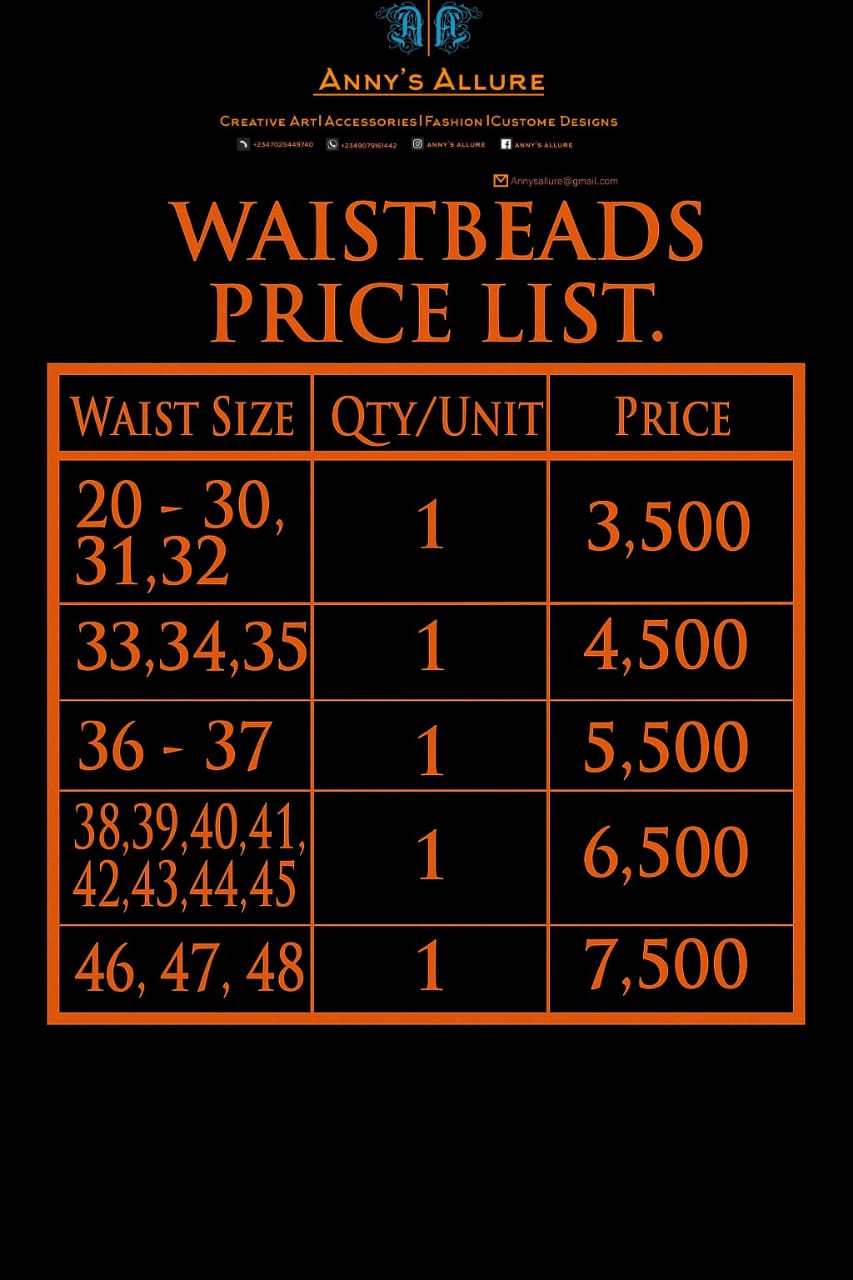 AA
ANNY'S ALLURE
CREATIVE ART|ACCESSORIES|FASHION|CUSTOME DESIGNS
+2347025449740 +2349079161442 ANNY'S ALLURE ANNY'S ALLURE
Annysallure@gmail.com
WAISTBEADS
PRICE LIST.
WAIST SIZE QTY/UNIT PRICE
20 - 30,
31,32 1 3,500
33,34,35 1 4,500
36 - 37 1 5,500
38,39,40,41,
42,43,44,45 1 6,500
46, 47, 48 1 7,500